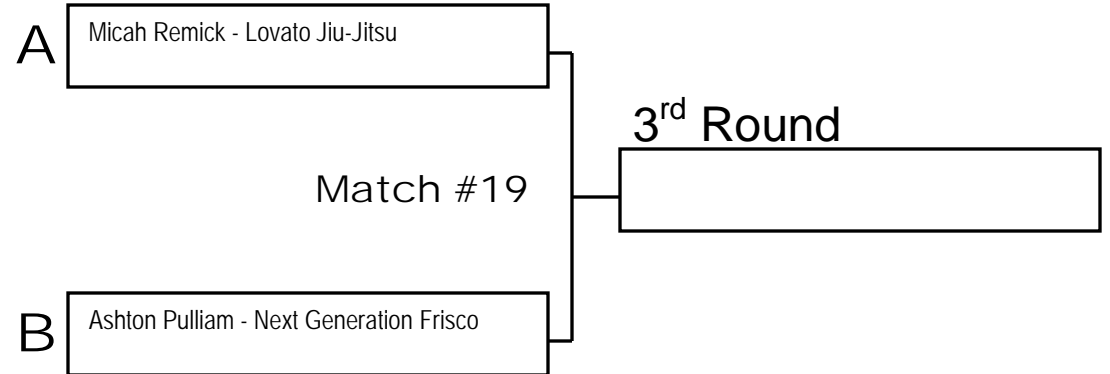 A
Micah Remick - Lovato Jiu-Jitsu
3rd Round
Match #19
B
Ashton Pulliam - Next Generation Frisco